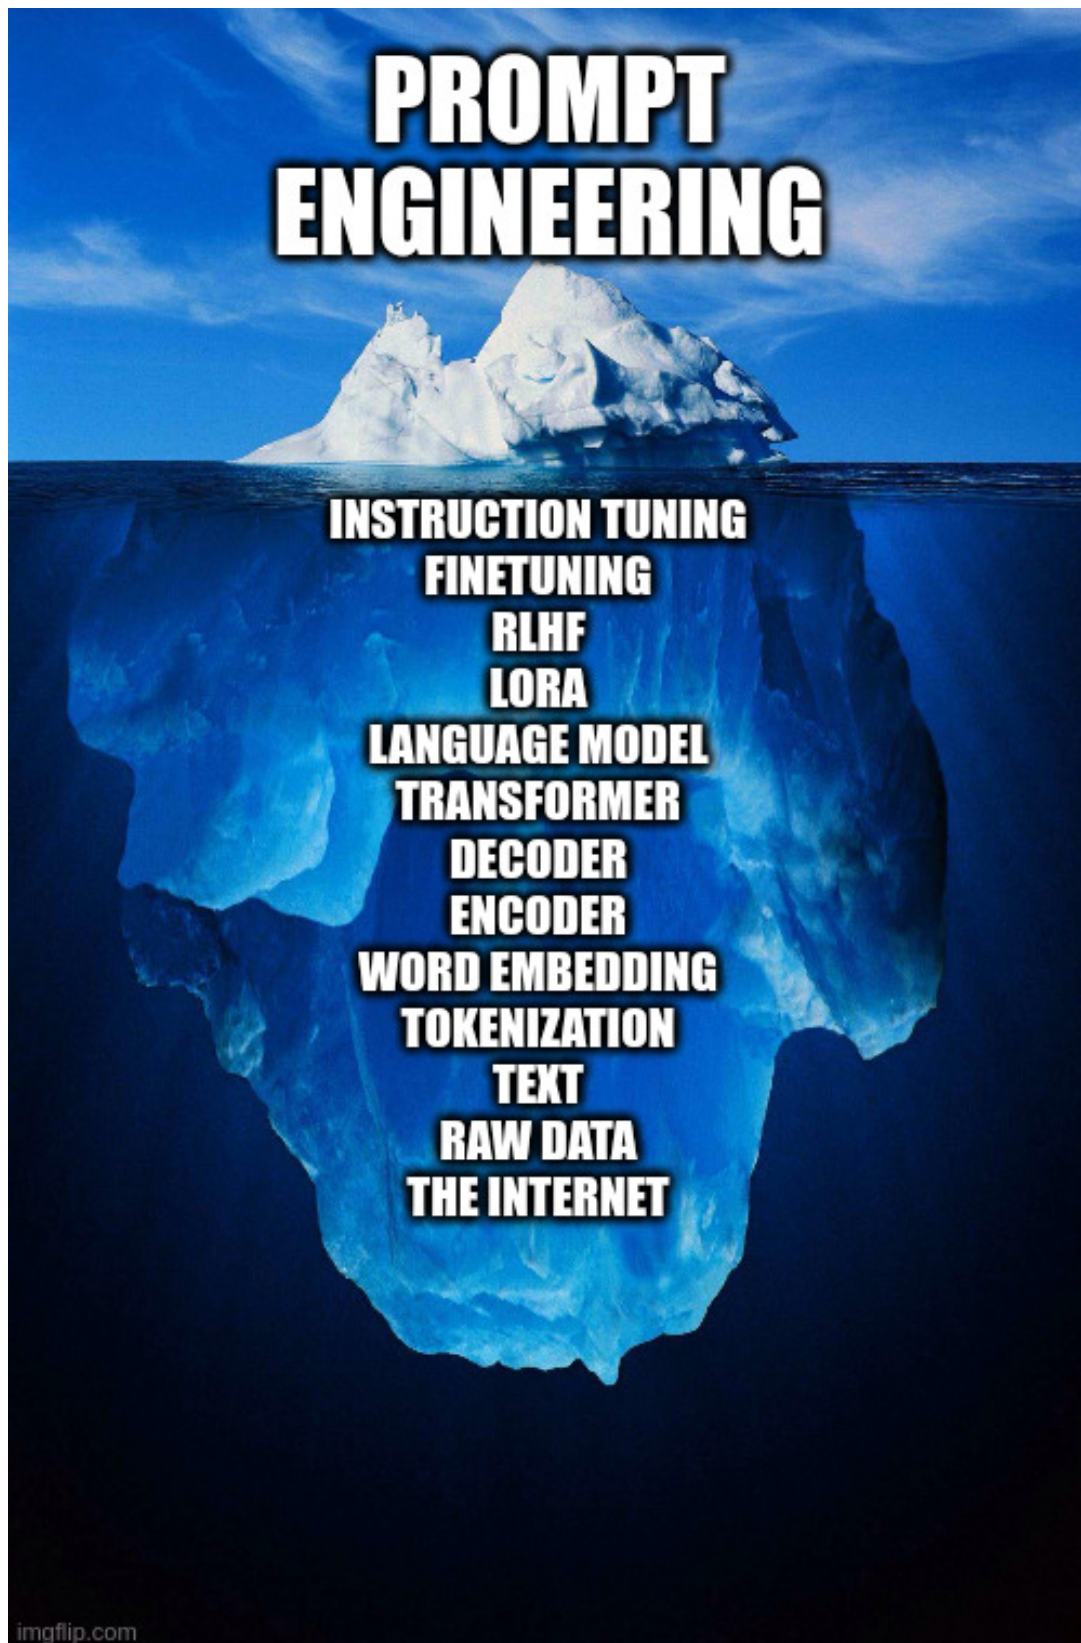 PROMPT
ENGINEERING
INSTRUCTION TUNING
FINETUNING
RLHF
LORA
LANGUAGE MODEL
TRANSFORMER
DECODER
ENCODER
WORD EMBEDDING
TOKENIZATION
TEXT
RAW DATA
THE INTERNET
imgflip.com